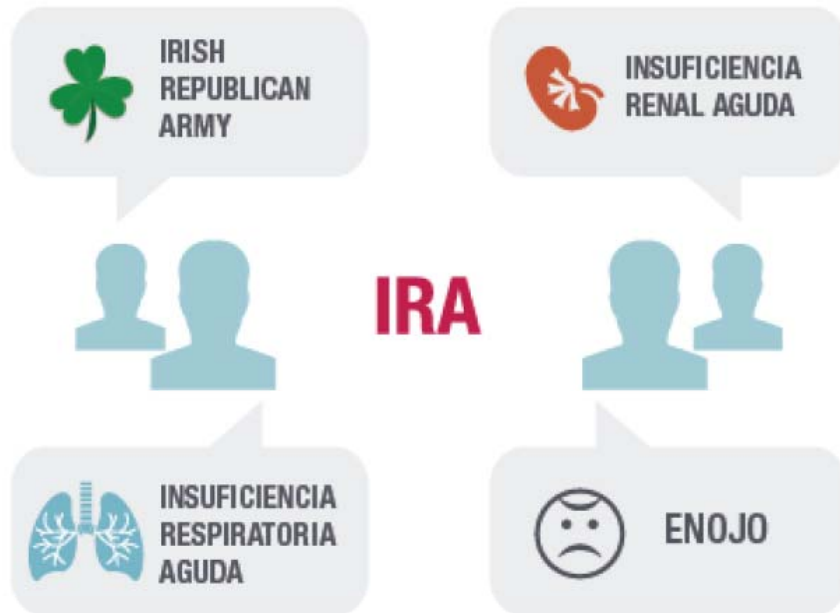 IRISH
REPUBLICAN
ARMY
INSUFICIENCIA
RENAL AGUDA
IRA
INSUFICIENCIA
RESPIRATORIA
AGUDA
ENOJO